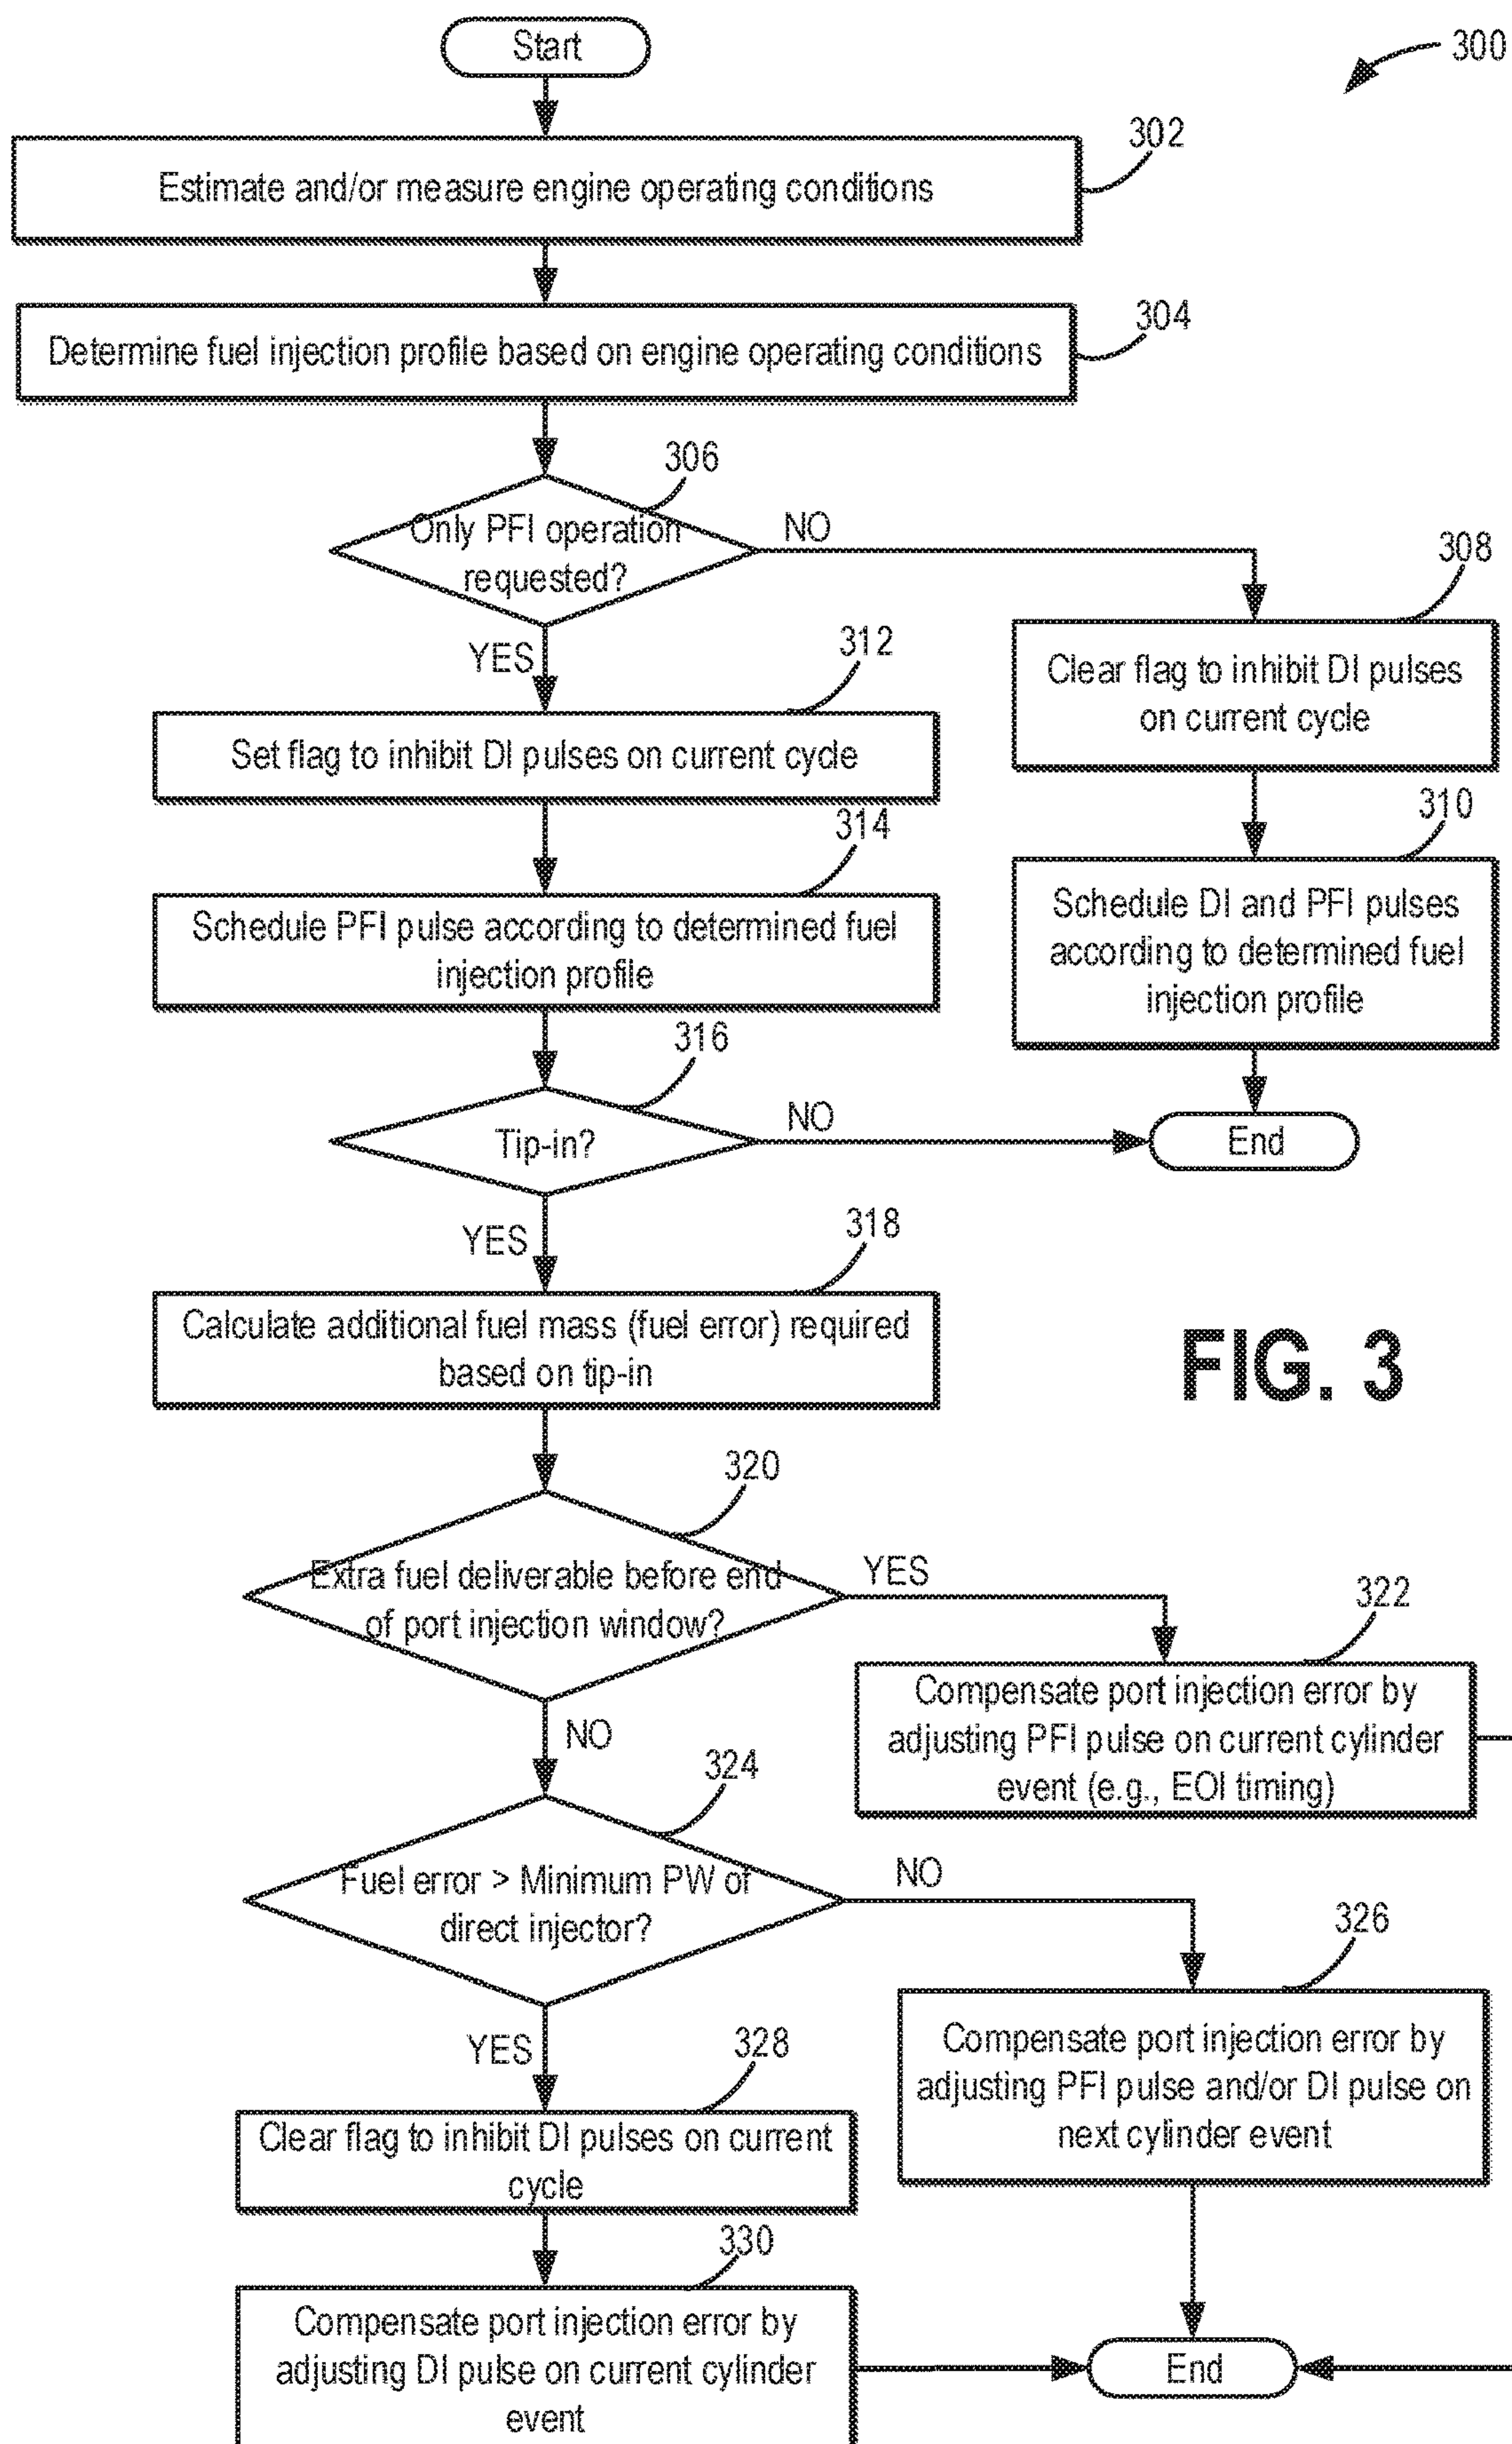 Start
300
302
Estimate and/or measure engine operating conditions
304
Determine fuel injection profile based on engine operating conditions
306
Only PFI operation
requested?
NO
YES
308
Clear flag to inhibit DI pulses
on current cycle
312
Set flag to inhibit DI pulses on current cycle
310
Schedule DI and PFI pulses
according to determined fuel
injection profile
314
Schedule PFI pulse according to determined fuel
injection profile
316
Tip-in?
NO
End
YES
318
Calculate additional fuel mass (fuel error) required
based on tip-in
FIG. 3
320
Extra fuel deliverable before end
of port injection window?
YES
NO
322
Compensate port injection error by
adjusting PFI pulse on current cylinder
event (e.g., EOI timing)
324
Fuel error > Minimum PW of
direct injector?
NO
YES
326
Compensate port injection error by
adjusting PFI pulse and/or DI pulse on
next cylinder event
328
Clear flag to inhibit DI pulses on current
cycle
330
Compensate port injection error by
adjusting DI pulse on current cylinder
event
End